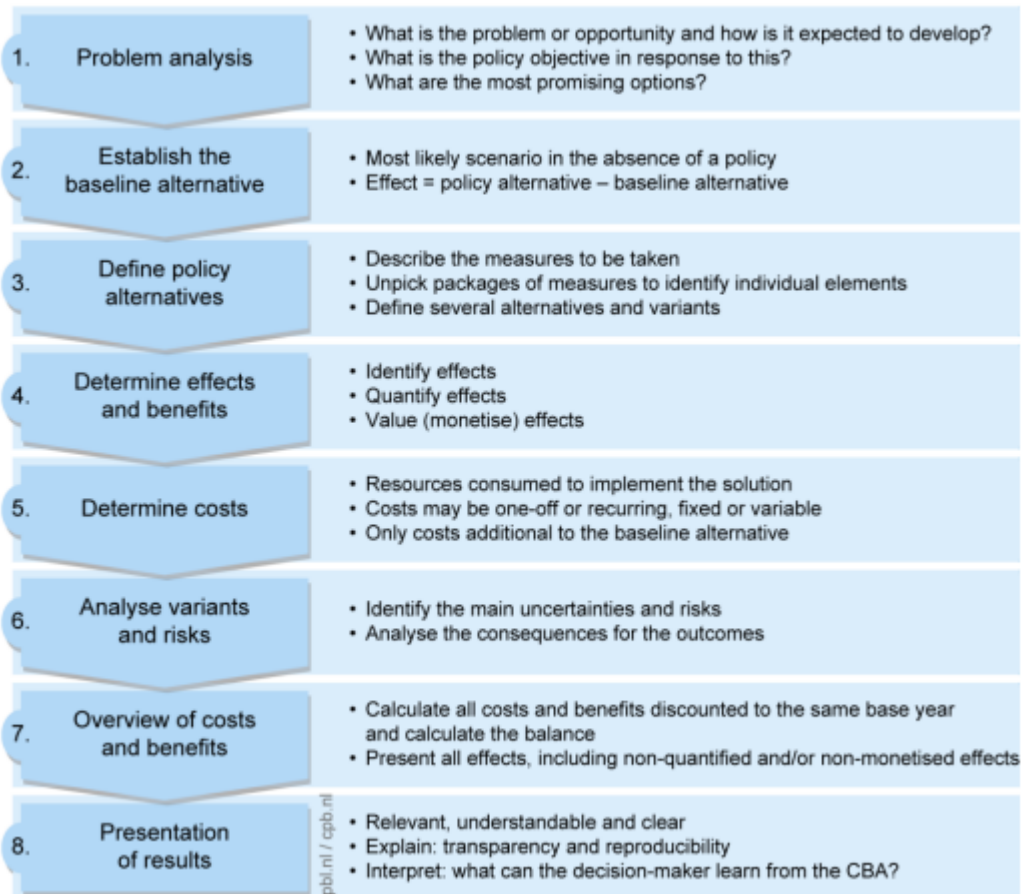 1. Problem analysis
• What is the problem or opportunity and how is it expected to develop?
• What is the policy objective in response to this?
• What are the most promising options?
2. Establish the
baseline alternative
• Most likely scenario in the absence of a policy
• Effect = policy alternative – baseline alternative
3. Define policy
alternatives
• Describe the measures to be taken
• Unpick packages of measures to identify individual elements
• Define several alternatives and variants
4. Determine effects
and benefits
• Identify effects
• Quantify effects
• Value (monetise) effects
5. Determine costs
• Resources consumed to implement the solution
• Costs may be one-off or recurring, fixed or variable
• Only costs additional to the baseline alternative
6. Analyse variants
and risks
• Identify the main uncertainties and risks
• Analyse the consequences for the outcomes
7. Overview of costs
and benefits
• Calculate all costs and benefits discounted to the same base year
and calculate the balance
• Present all effects, including non-quantified and/or non-monetised effects
8. Presentation
of results
• Relevant, understandable and clear
• Explain: transparency and reproducibility
• Interpret: what can the decision-maker learn from the CBA?
pbl.nl / cpb.nl